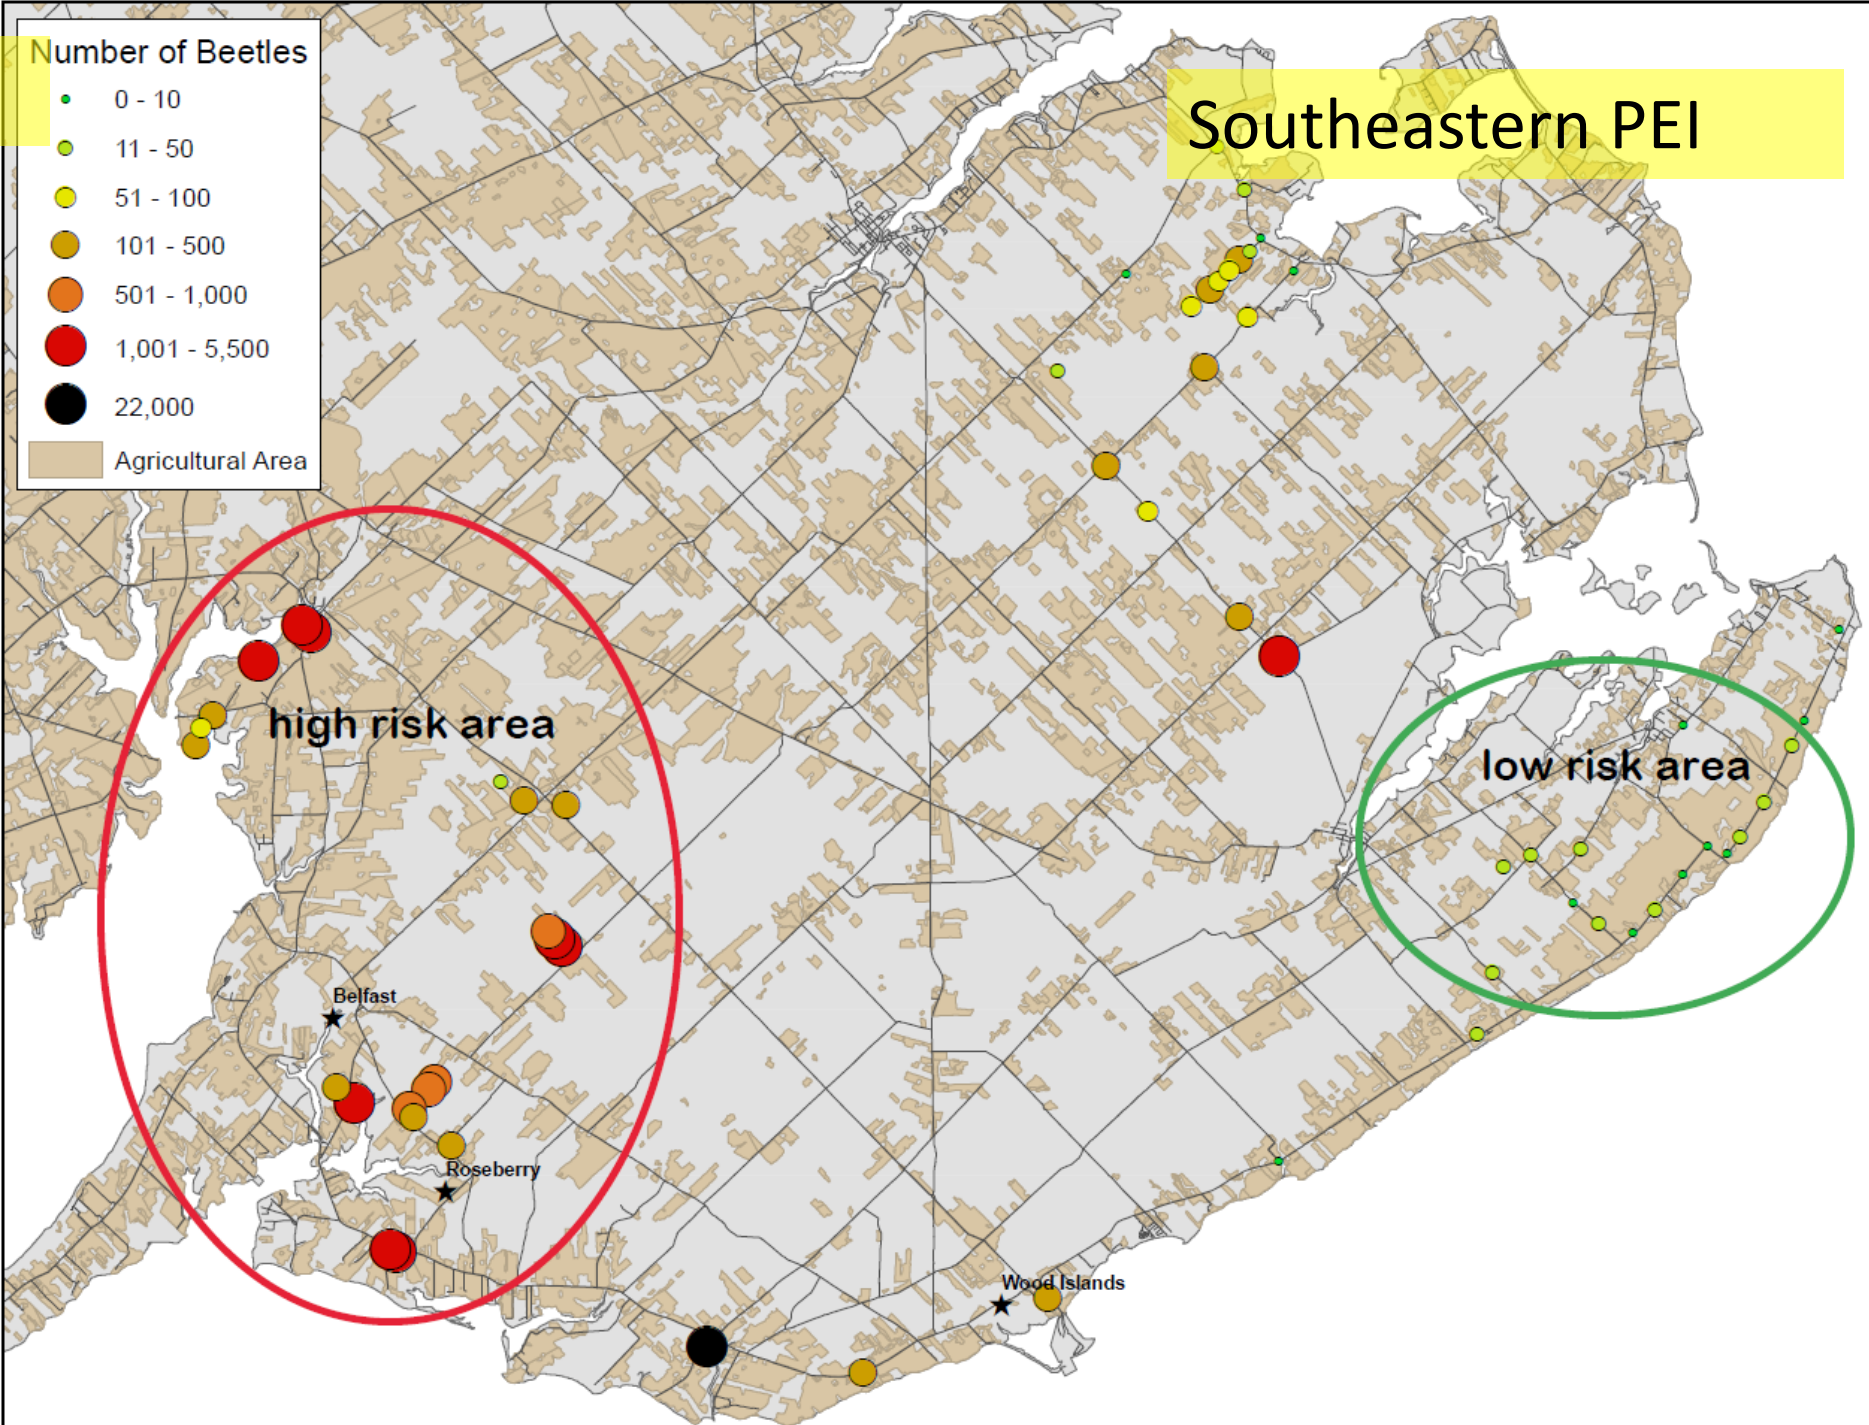 Number of Beetles
0 - 10
11 - 50
51 - 100
101 - 500
501 - 1,000
1,001 - 5,500
22,000
Agricultural Area
Southeastern PEI
high risk area
low risk area
Belfast
Roseberry
Wood Islands